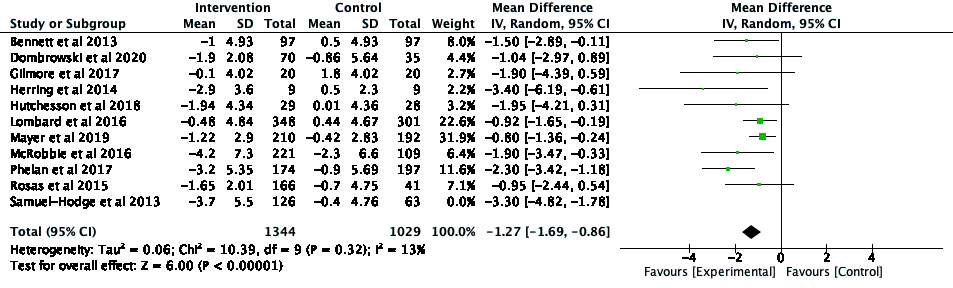 Intervention Control Mean Difference Mean Difference
Study or Subgroup Mean SD Total Mean SD Total Weight IV, Random, 95% CI IV, Random, 95% CI
Bennett et al 2013 -1 4.93 97 0.5 4.93 97 8.0% -1.50 [-2.89, -0.11]
Dombrowski et al 2020 -1.9 2.08 70 -0.86 5.64 35 4.4% -1.04 [-2.97, 0.89]
Gilmore et al 2017 -0.1 4.02 20 1.8 4.02 20 2.7% -1.90 [-4.39, 0.59]
Herring et al 2014 -2.9 3.6 9 0.5 2.3 9 2.2% -3.40 [-6.19, -0.61]
Hutchesson et al 2018 -1.94 4.34 29 0.01 4.36 28 3.2% -1.95 [-4.21, 0.31]
Lombard et al 2016 -0.48 4.84 348 0.44 4.67 301 22.6% -0.92 [-1.65, -0.19]
Mayer et al 2019 -1.22 2.9 210 -0.42 2.83 192 31.9% -0.80 [-1.36, -0.24]
McRobbie et al 2016 -4.2 7.3 221 -2.3 6.6 109 6.4% -1.90 [-3.47, -0.33]
Phelan et al 2017 -3.2 5.35 174 -0.9 5.69 197 11.6% -2.30 [-3.42, -1.18]
Rosas et al 2015 -1.65 2.01 166 -0.7 4.75 41 7.1% -0.95 [-2.44, 0.54]
Samuel-Hodge et al 2013 -3.7 5.5 126 -0.4 4.76 63 0.0% -3.30 [-4.82, -1.78]
Total (95% CI) 1344 1029 100.0% -1.27 [-1.69, -0.86]
Heterogeneity: Tau² = 0.06; Chi² = 10.39, df = 9 (P = 0.32); I² = 13%
Test for overall effect: Z = 6.00 (P < 0.00001)
-4 -2 0 2 4
Favours [Experimental] Favours [Control]